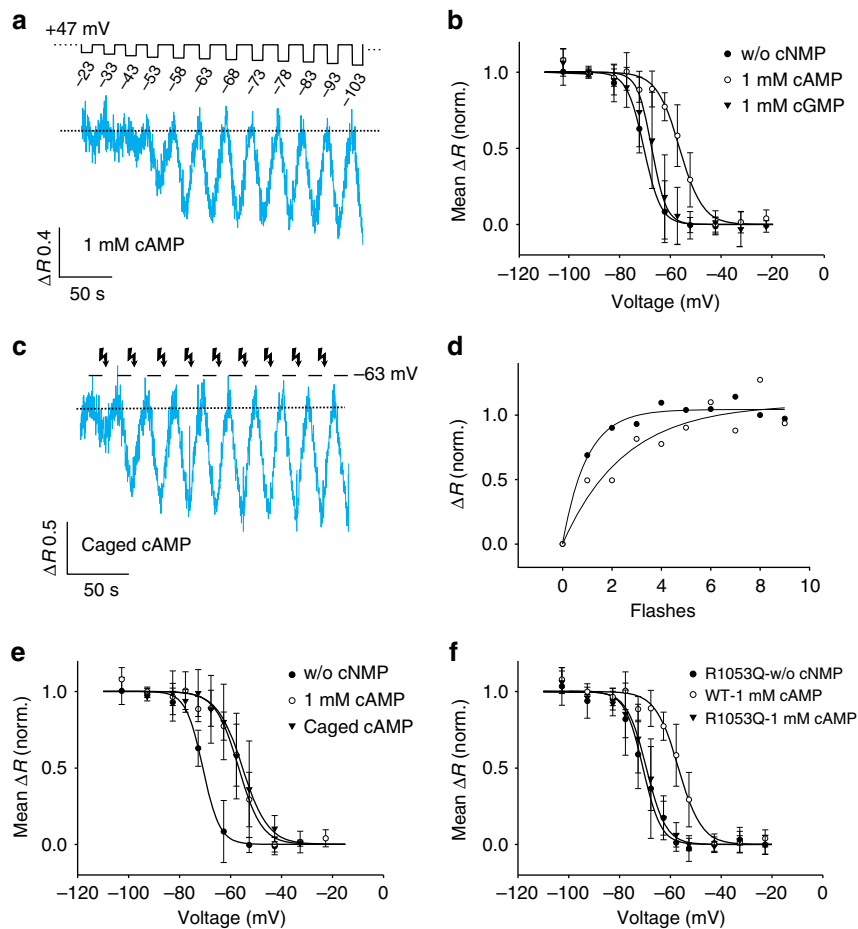 a
+47 mV
−23 −33 −43 −53 −58 −63 −68 −73 −78 −83 −93 −103
ΔR 0.4
1 mM cAMP
50 s
b
w/o cNMP
1 mM cAMP
1 mM cGMP
Mean ΔR (norm.)
1.0
0.5
0.0
−120 −100 −80 −60 −40 −20 0
Voltage (mV)
c
−63 mV
ΔR 0.5
Caged cAMP
50 s
d
ΔR (norm.)
1.0
0.5
0.0
0 2 4 6 8 10
Flashes
e
w/o cNMP
1 mM cAMP
Caged cAMP
Mean ΔR (norm.)
1.0
0.5
0.0
−120 −100 −80 −60 −40 −20 0
Voltage (mV)
f
R1053Q-w/o cNMP
WT-1 mM cAMP
R1053Q-1 mM cAMP
Mean ΔR (norm.)
1.0
0.5
0.0
−120 −100 −80 −60 −40 −20 0
Voltage (mV)